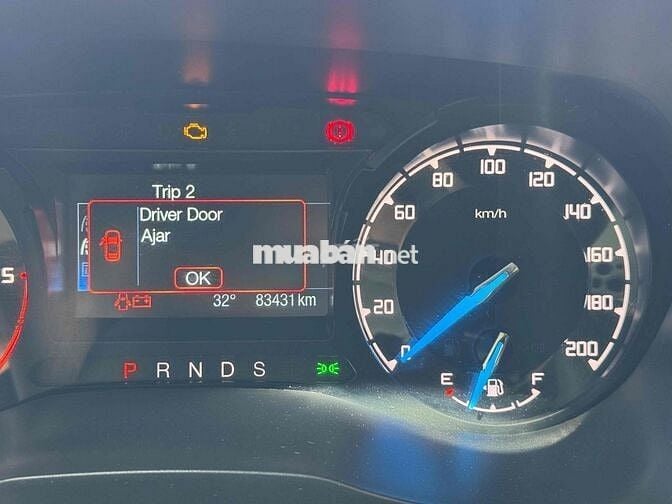 Trip 2
Driver Door
Ajar
OK
32° 83431 km
P R N D S
5
0 20 40 60 80 100 120 140 160 180 200
km/h
E F
muaban.net